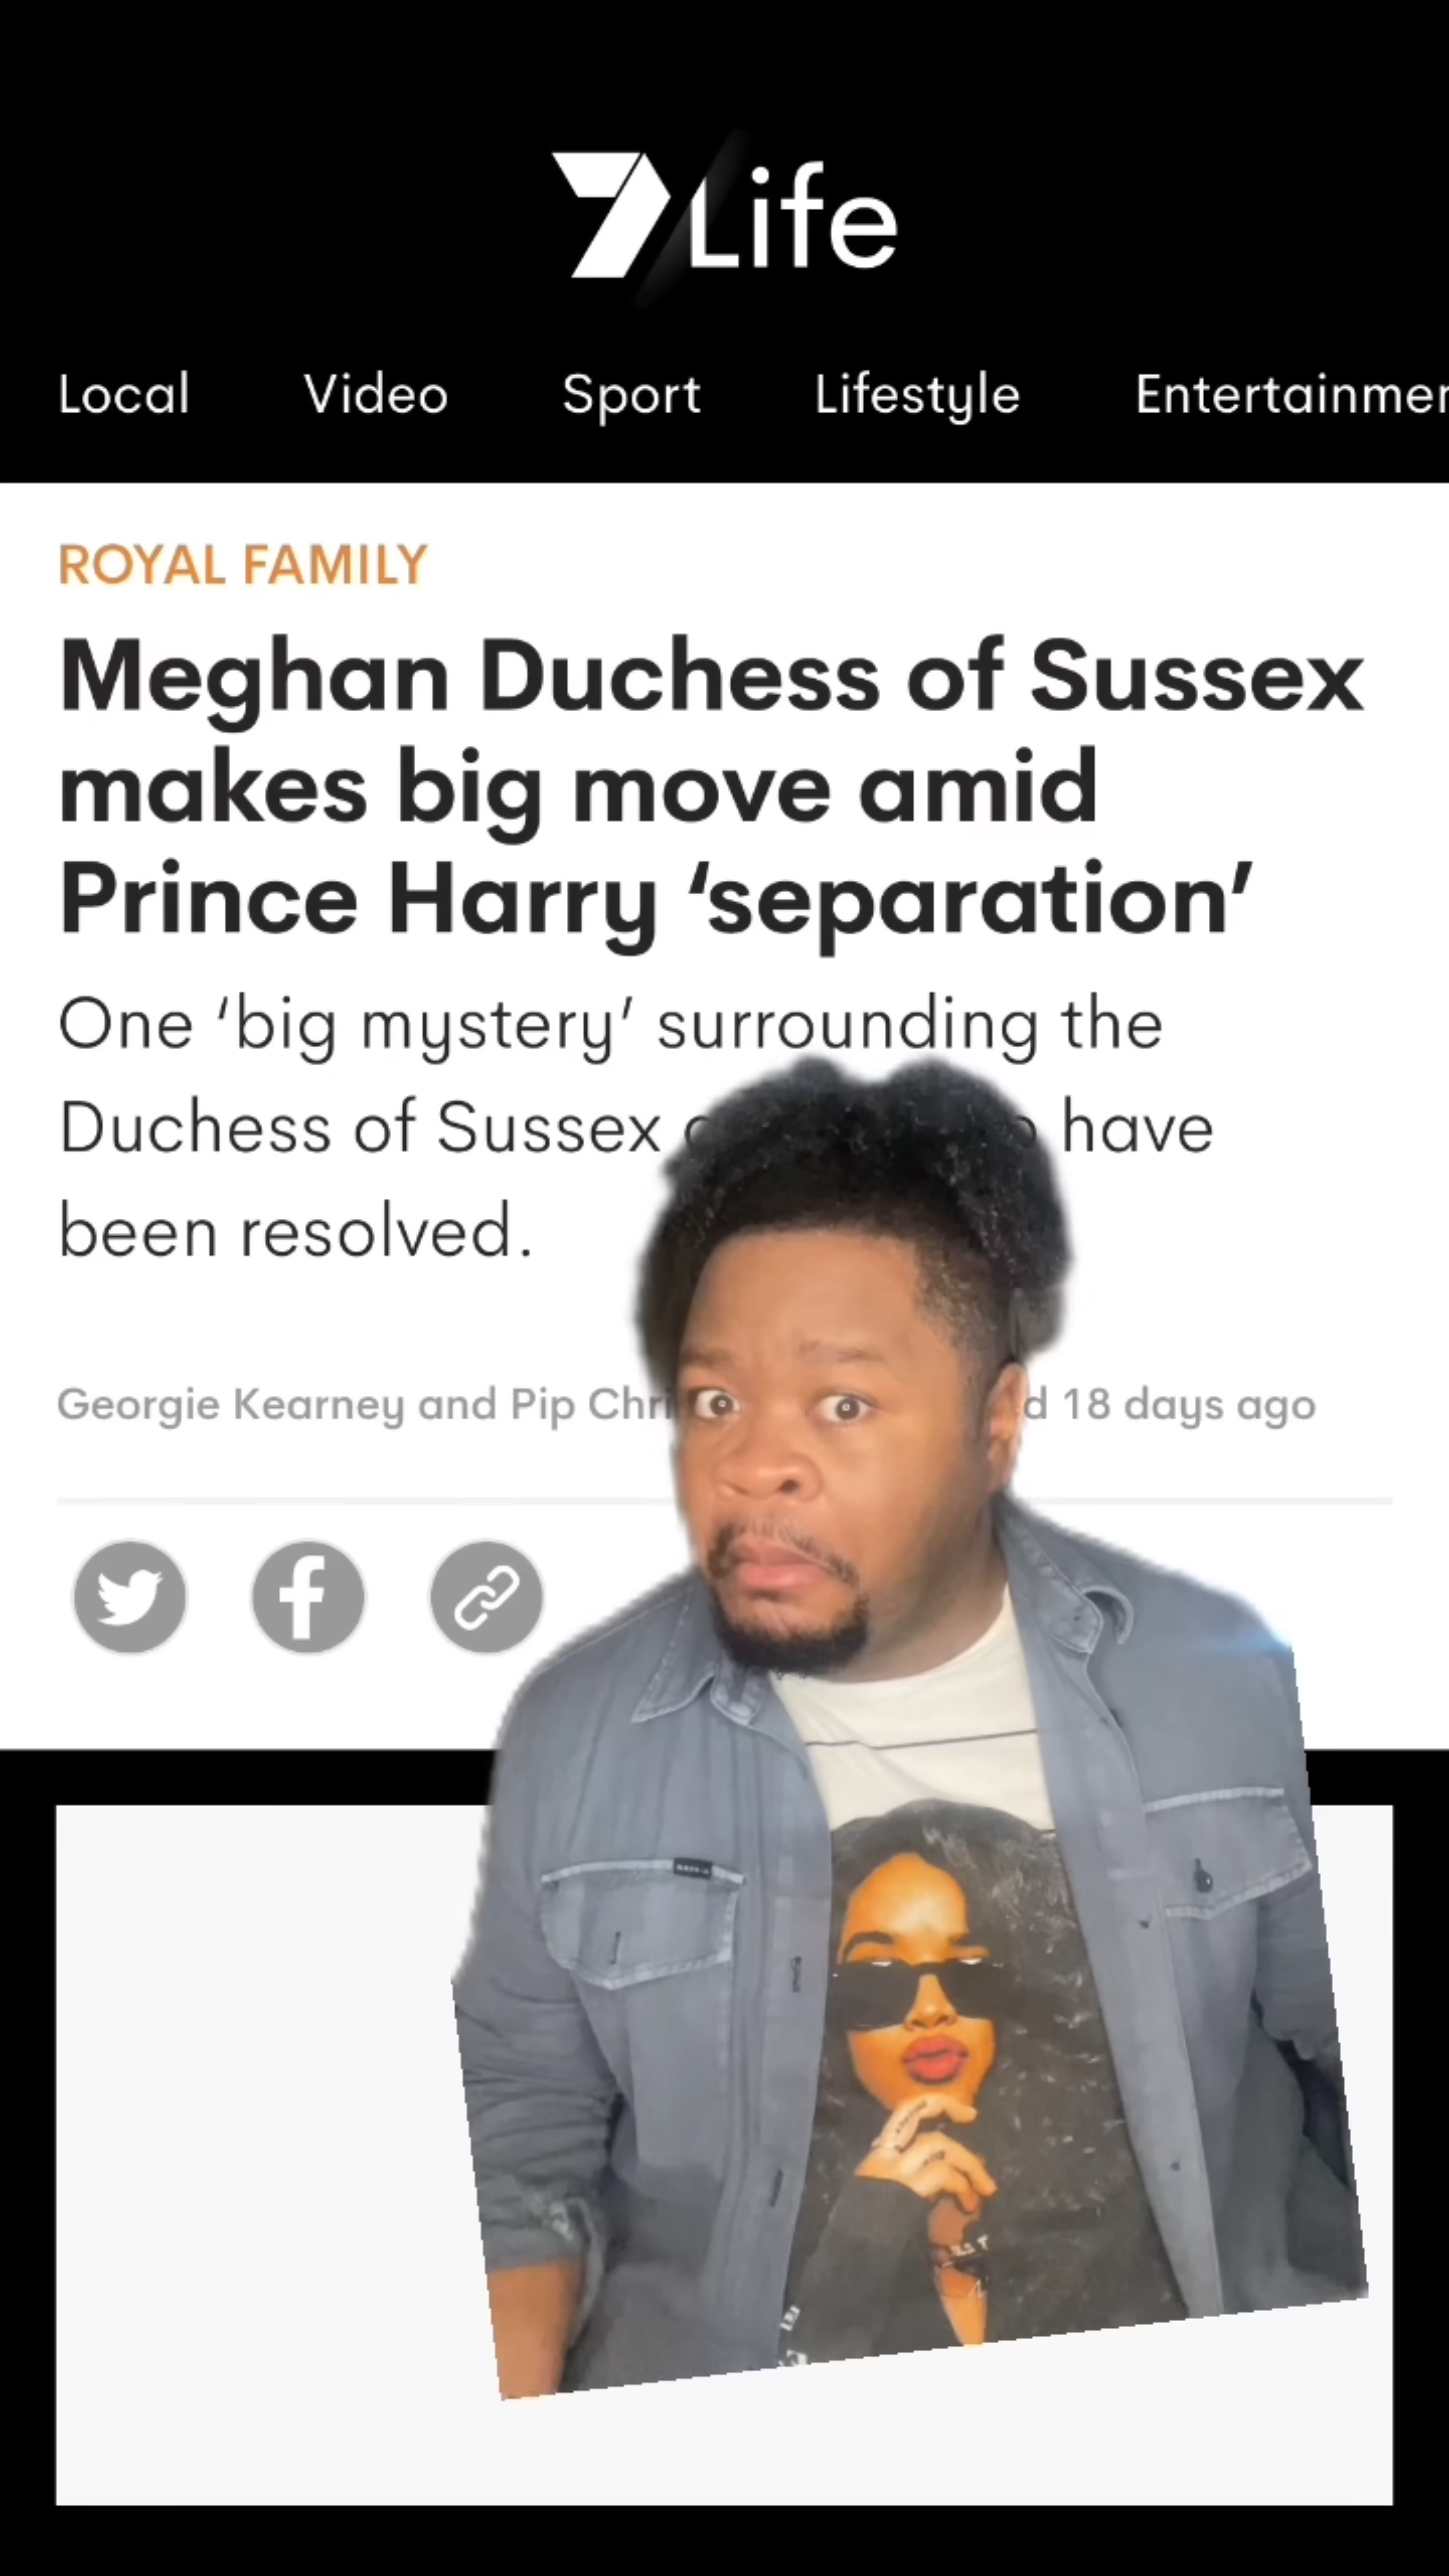 7Life
Local Video Sport Lifestyle Entertainmen
ROYAL FAMILY
Meghan Duchess of Sussex
makes big move amid
Prince Harry ‘separation’
One ‘big mystery’ surrounding the
Duchess of Sussex have
been resolved.
Georgie Kearney and Pip Chri d 18 days ago